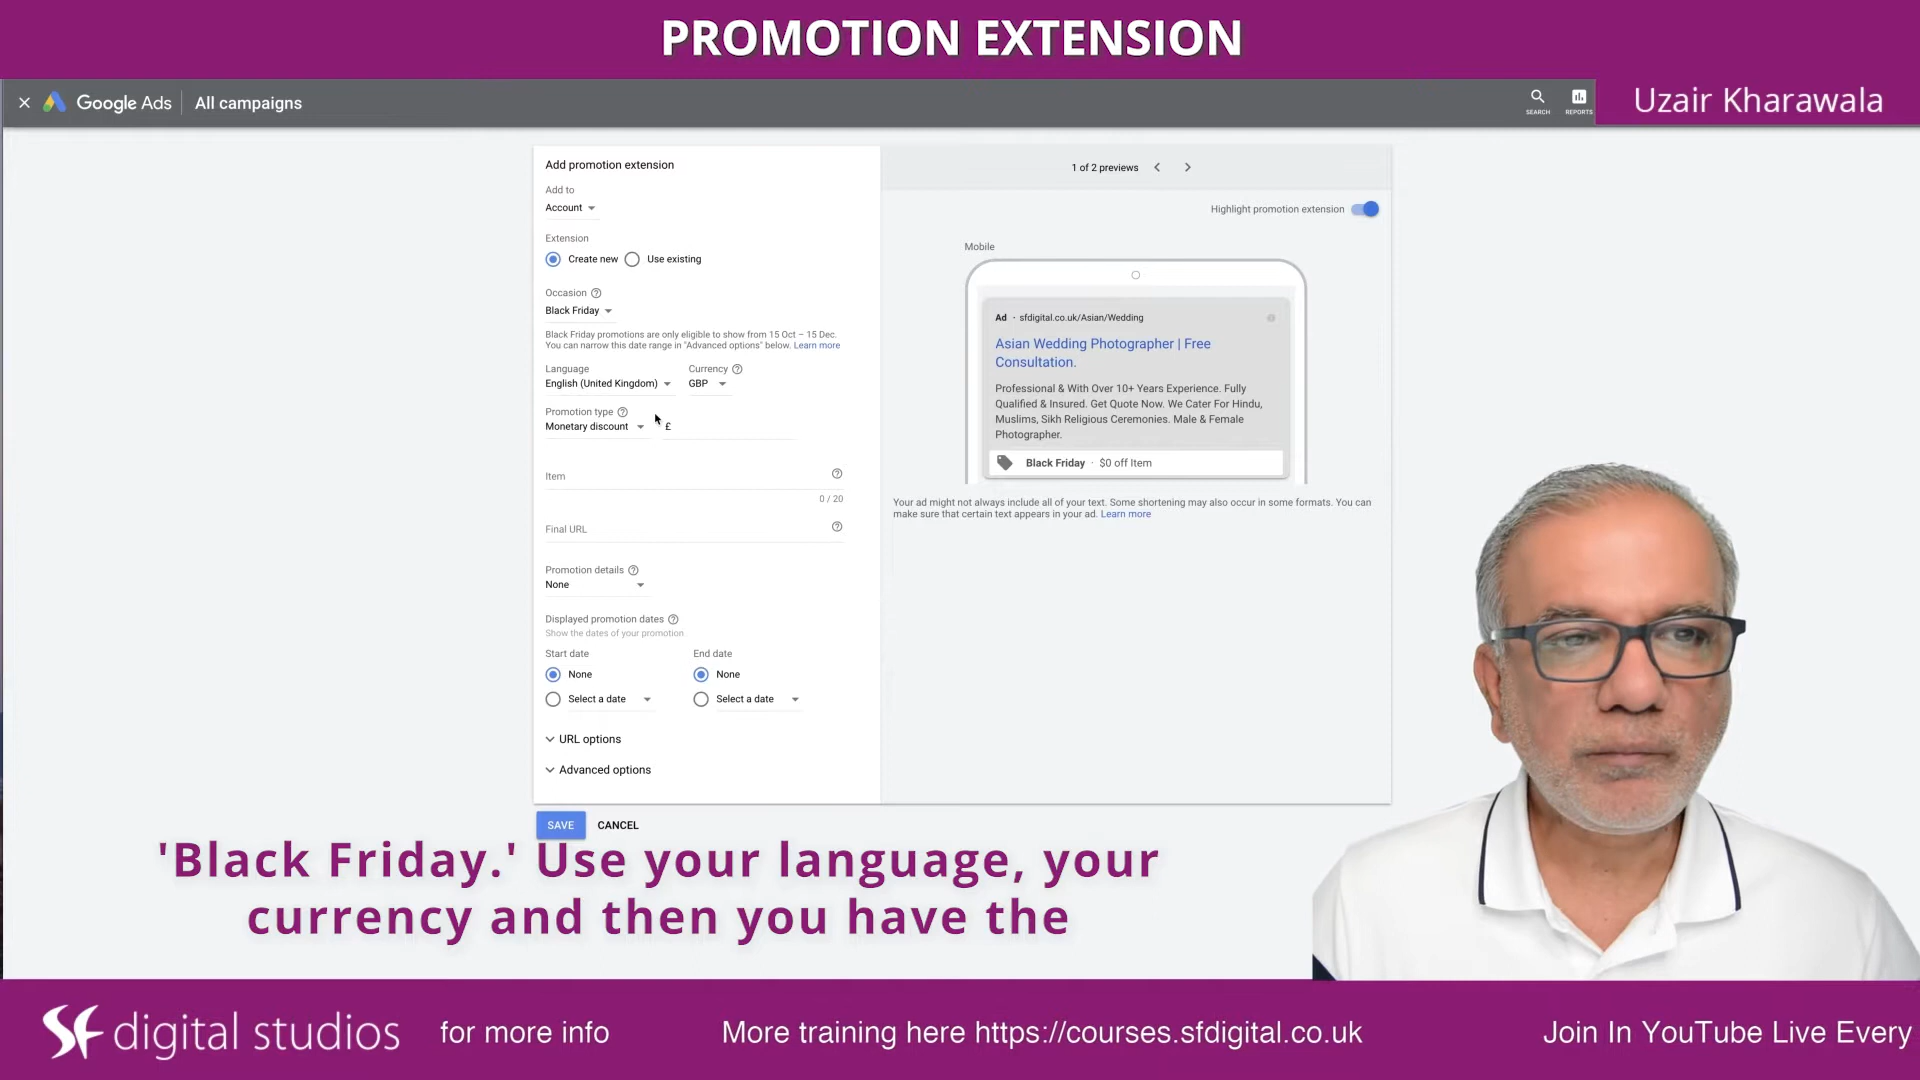 PROMOTION EXTENSION
Google Ads All campaigns
SEARCH
REPORTS
Uzair Kharawala
Add promotion extension
Add to
Account
Extension
Create new Use existing
Occasion
Black Friday
Black Friday promotions are only eligible to show from 15 Oct – 15 Dec.
You can narrow this date range in "Advanced options" below. Learn more
Language Currency
English (United Kingdom) GBP
Promotion type
Monetary discount £
Item
0 / 20
Final URL
Promotion details
None
Displayed promotion dates
Show the dates of your promotion
Start date End date
None None
Select a date Select a date
URL options
Advanced options
SAVE CANCEL
1 of 2 previews
Highlight promotion extension
Mobile
Ad · sfdigital.co.uk/Asian/Wedding
Asian Wedding Photographer | Free
Consultation.
Professional & With Over 10+ Years Experience. Fully
Qualified & Insured. Get Quote Now. We Cater For Hindu,
Muslims, Sikh Religious Ceremonies. Male & Female
Photographer.
Black Friday · $0 off Item
Your ad might not always include all of your text. Some shortening may also occur in some formats. You can
make sure that certain text appears in your ad. Learn more
'Black Friday.' Use your language, your
currency and then you have the
SF digital studios for more info More training here https://courses.sfdigital.co.uk Join In YouTube Live Every